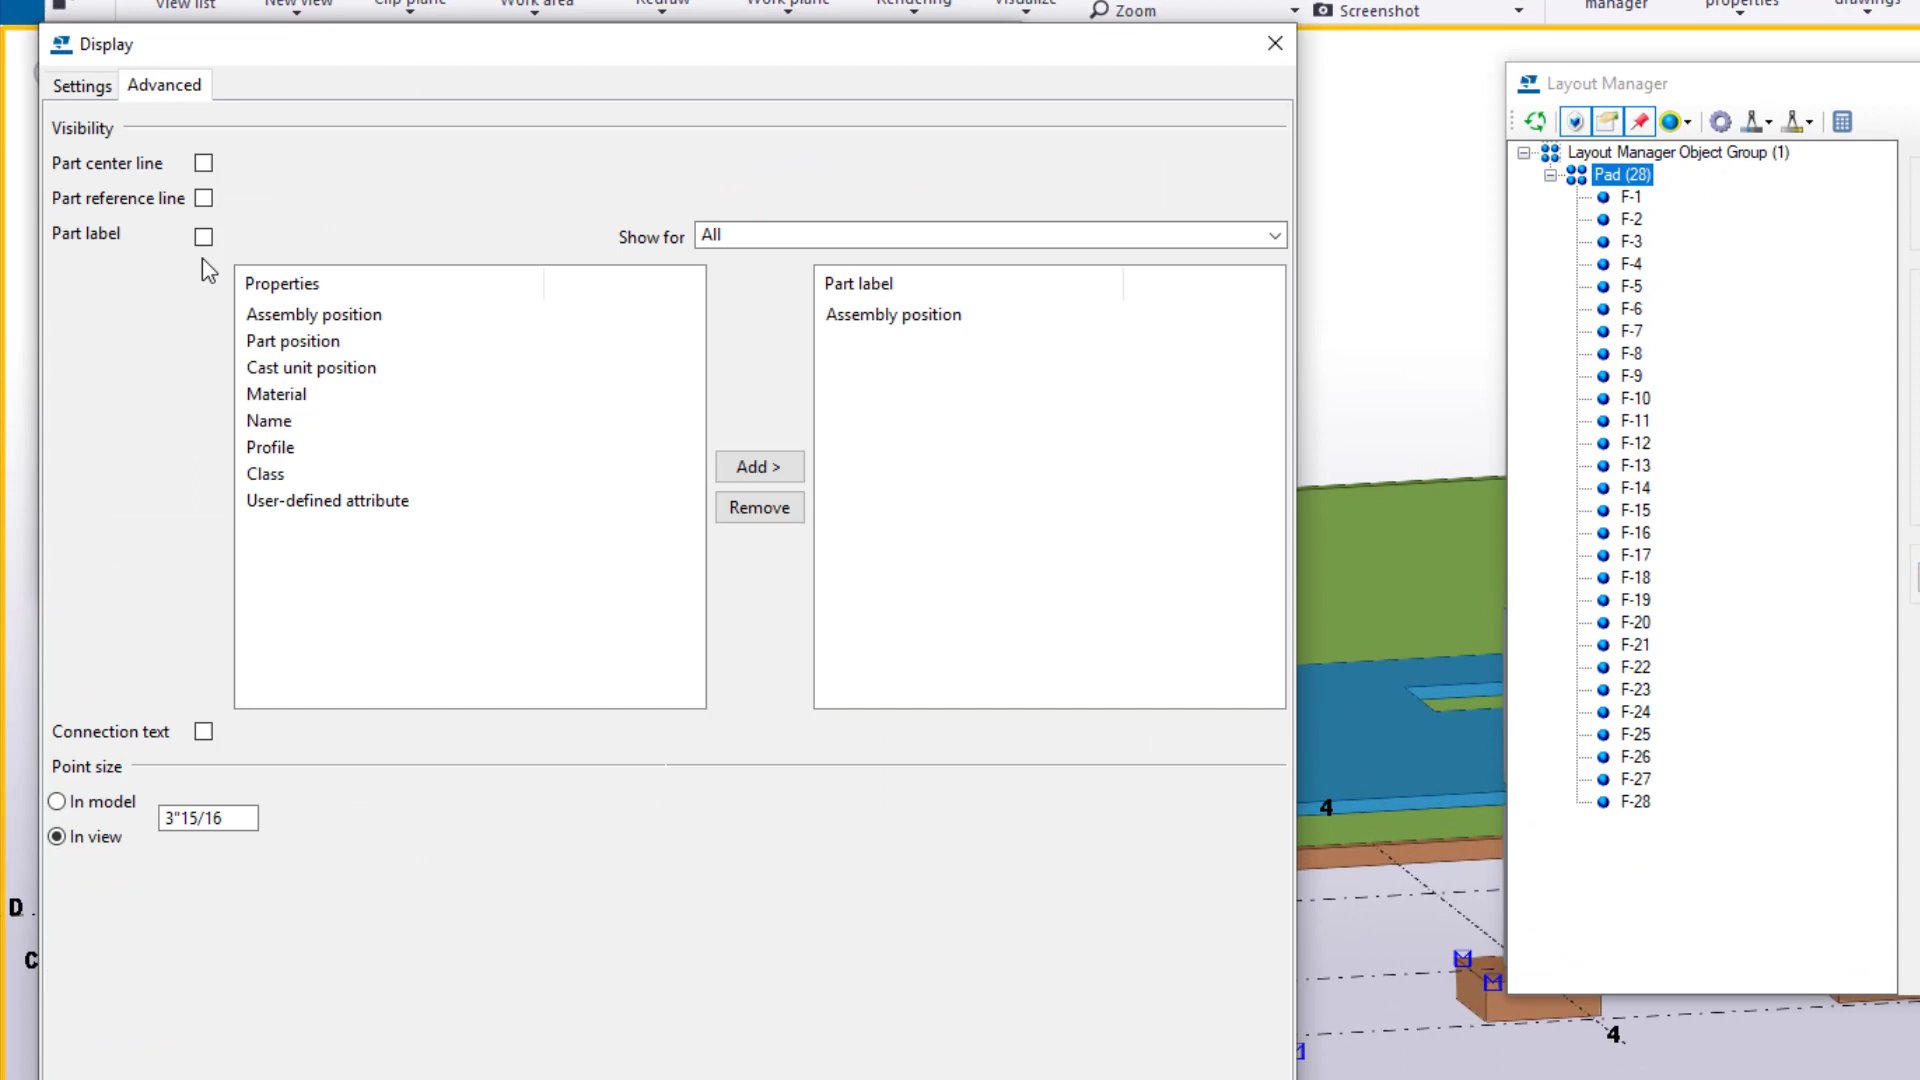 View list
New view
Clip plane
Work area
Redraw
Work plane
Rendering
Visualize
Zoom
Screenshot
manager
properties
drawings
Display
Settings
Advanced
Visibility
Part center line
Part reference line
Part label
Show for
All
Properties
Assembly position
Part position
Cast unit position
Material
Name
Profile
Class
User-defined attribute
Add >
Remove
Part label
Assembly position
Connection text
Point size
In model
In view
3"15/16
Layout Manager
Layout Manager Object Group (1)
Pad (28)
F-1
F-2
F-3
F-4
F-5
F-6
F-7
F-8
F-9
F-10
F-11
F-12
F-13
F-14
F-15
F-16
F-17
F-18
F-19
F-20
F-21
F-22
F-23
F-24
F-25
F-26
F-27
F-28
4
D
C
4